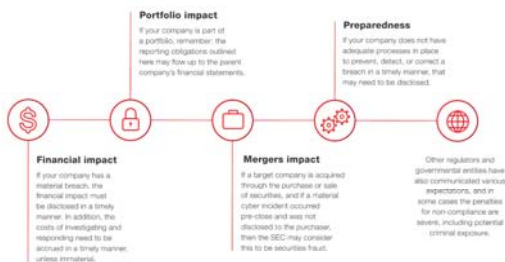 Portfolio impact
If your company is part of
a portfolio, remember: the
reporting obligations outlined
here may flow up to the parent
company's financial statements.
Preparedness
If your company does not have
adequate processes in place
to prevent, detect, or correct a
breach in a timely manner, that
may need to be disclosed.
Financial impact
If your company has a
material breach, the
financial impact must
be disclosed in a timely
manner. In addition, the
costs of investigating and
responding need to be
accrued in a timely manner,
unless immaterial.
Mergers impact
If a target company is acquired
through the purchase or sale
of securities, and if a material
cyber incident occurred
pre-close and was not
disclosed to the purchaser,
then the SEC may consider
this to be securities fraud.
Other regulators and
governmental entities have
also communicated various
expectations, and in
some cases the penalties
for non-compliance are
severe, including potential
criminal exposure.